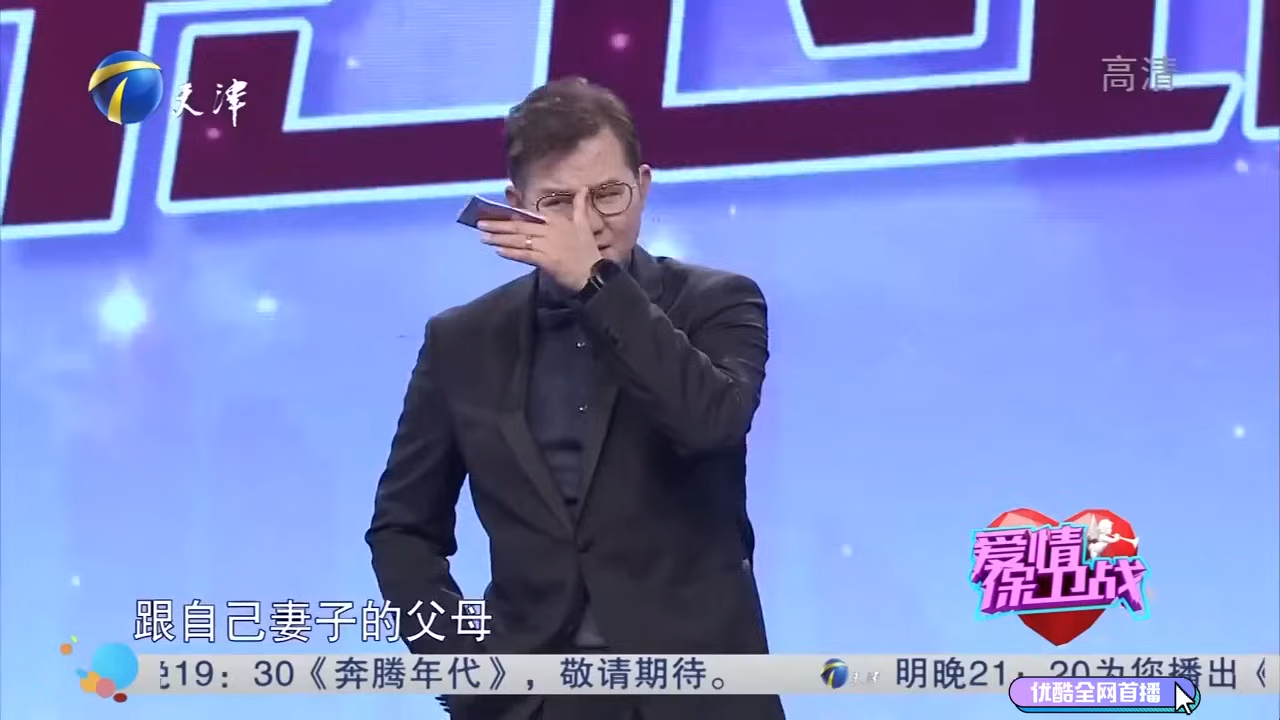 天津
高清
爱情
保卫战
跟自己妻子的父母
19：30《奔腾年代》，敬请期待。
天津 明晚21：20为您播出《
优酷全网首播